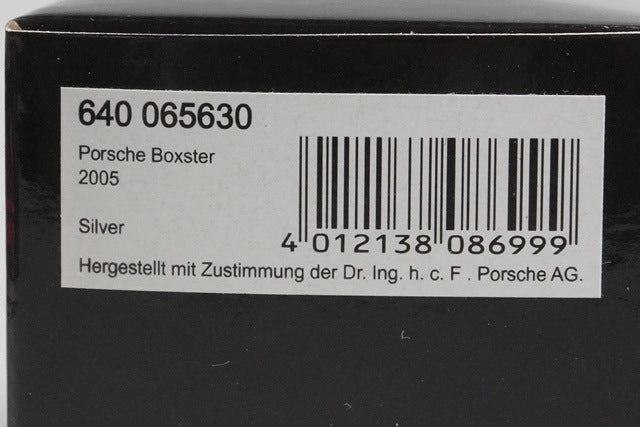 640 065630
Porsche Boxster
2005
Silver
4 012138 086999
Hergestellt mit Zustimmung der Dr. Ing. h. c. F . Porsche AG.